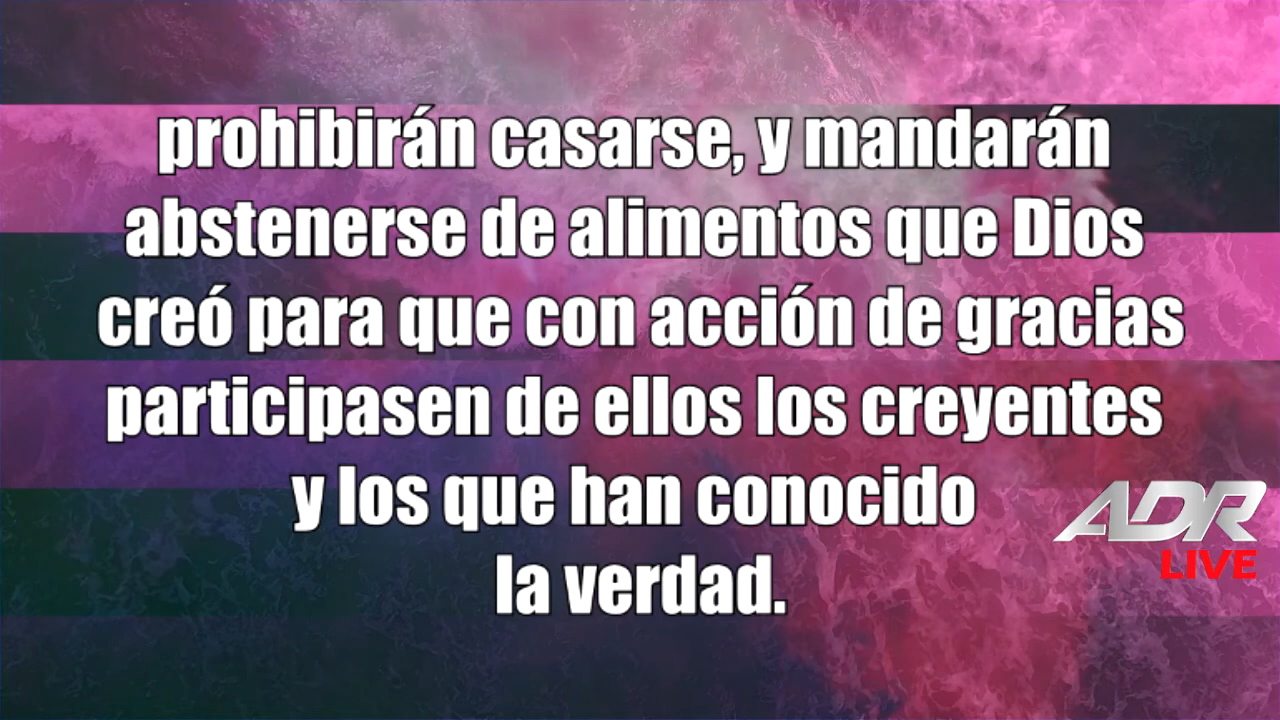 prohibirán casarse, y mandarán
abstenerse de alimentos que Dios
creó para que con acción de gracias
participasen de ellos los creyentes
y los que han conocido
la verdad.
ADR
LIVE